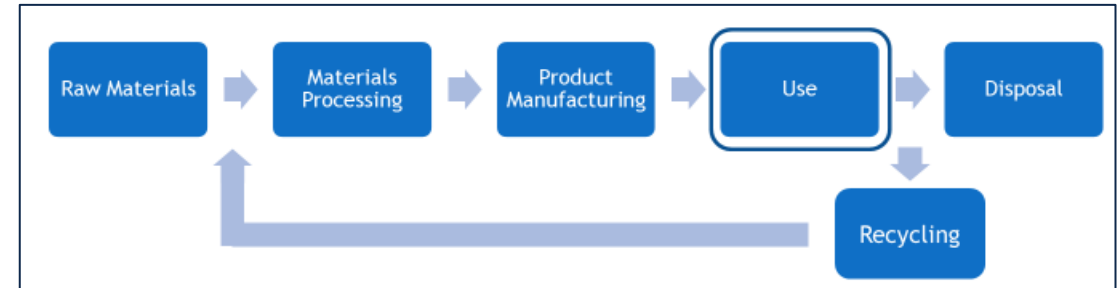 Raw Materials
Materials
Processing
Product
Manufacturing
Use
Disposal
Recycling